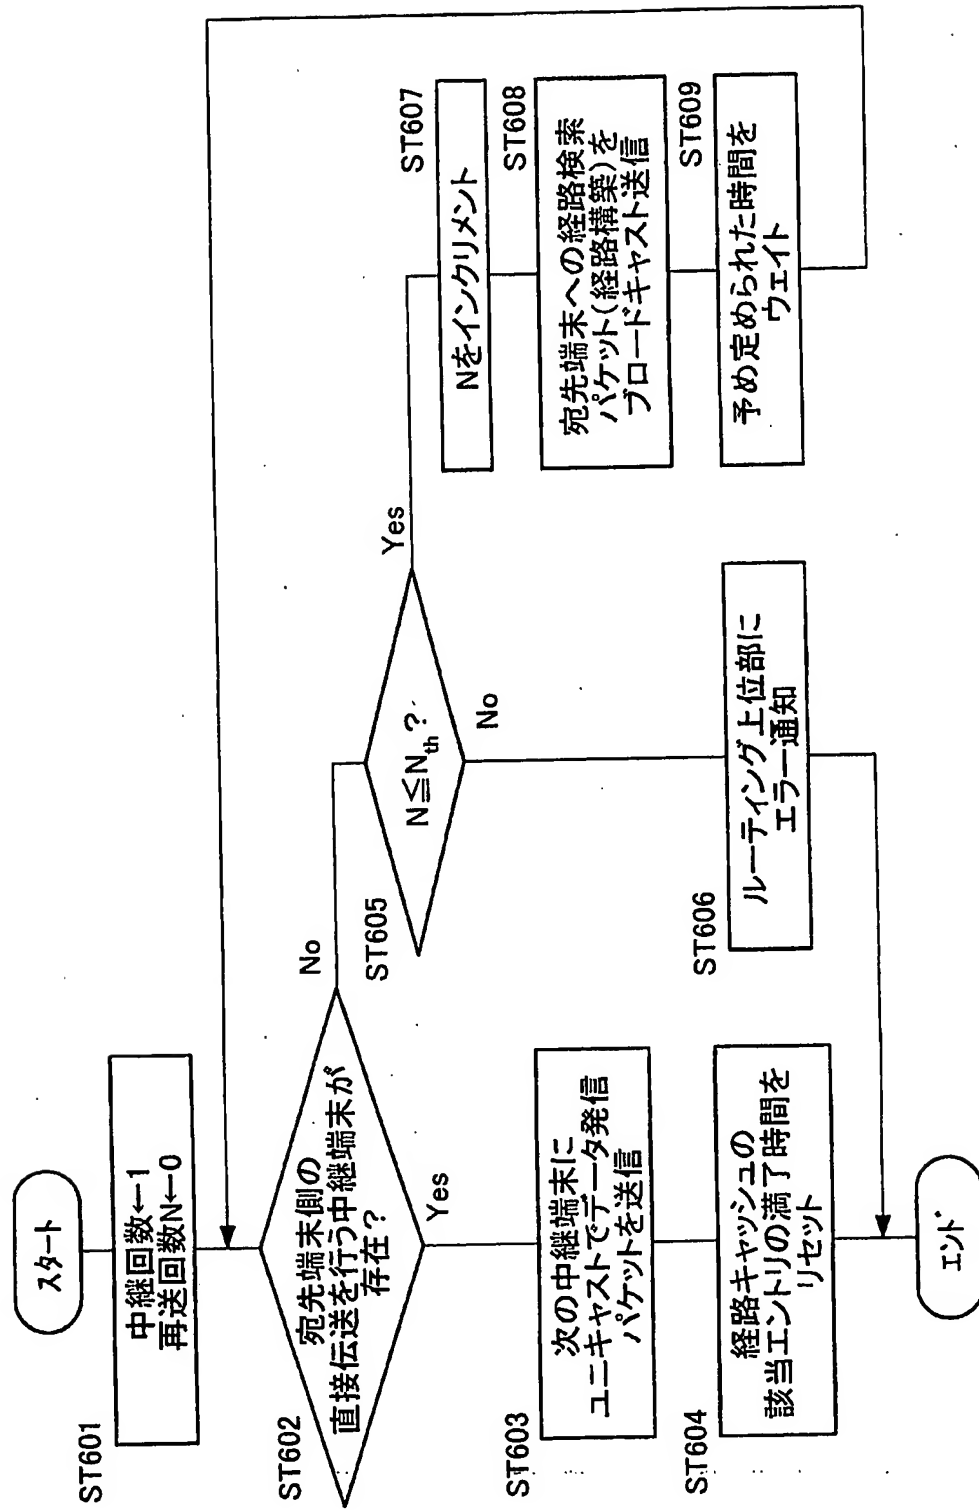 スタート
ST601
中継回数←1
再送回数N←0
ST602
宛先端末側の
直接伝送を行う中継端末が
存在?
Yes
No
ST603
次の中継端末に
ユニキャストでデータ発信
パケットを送信
ST604
経路キャッシュの
該当エントリの満了時間を
リセット
エンド
ST605
N≦Nth?
Yes
No
ST606
ルーティング上位部に
エラー通知
ST607
Nをインクリメント
ST608
宛先端末への経路検索
パケット(経路構築)を
ブロードキャスト送信
ST609
予め定められた時間を
ウェイト